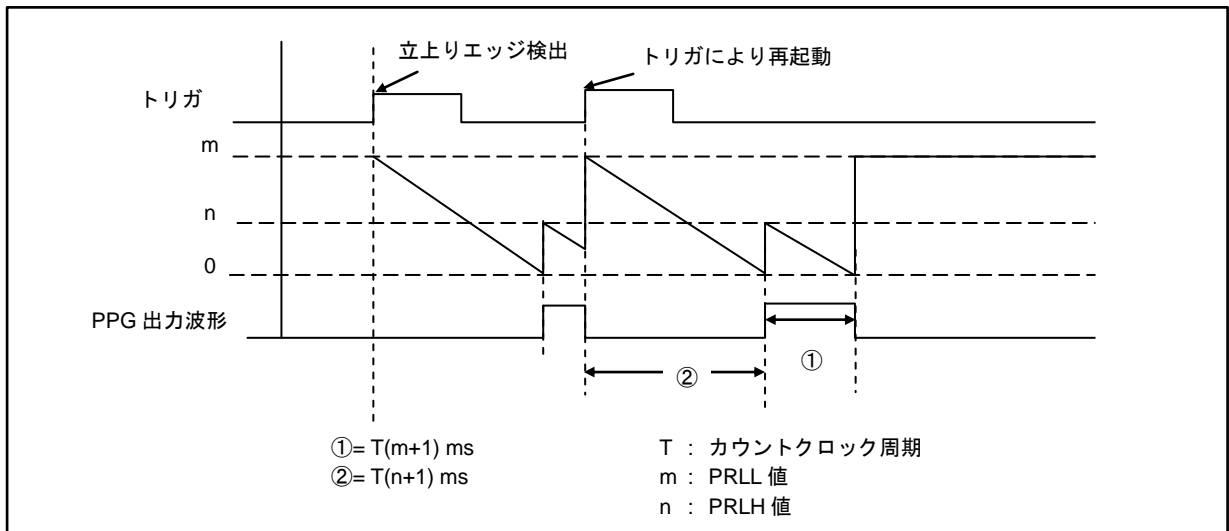 立上りエッジ検出
トリガにより再起動
トリガ
m
n
0
PPG 出力波形
①
②
①= T(m+1) ms
②= T(n+1) ms
T : カウントクロック周期
m : PRLL 値
n : PRLH 値